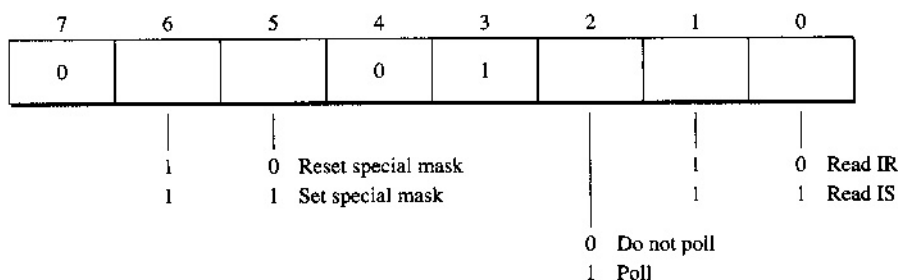 7 6 5 4 3 2 1 0
0 0 1
1 0 Reset special mask 1 0 Read IR
1 1 Set special mask 1 1 Read IS
0 Do not poll
1 Poll